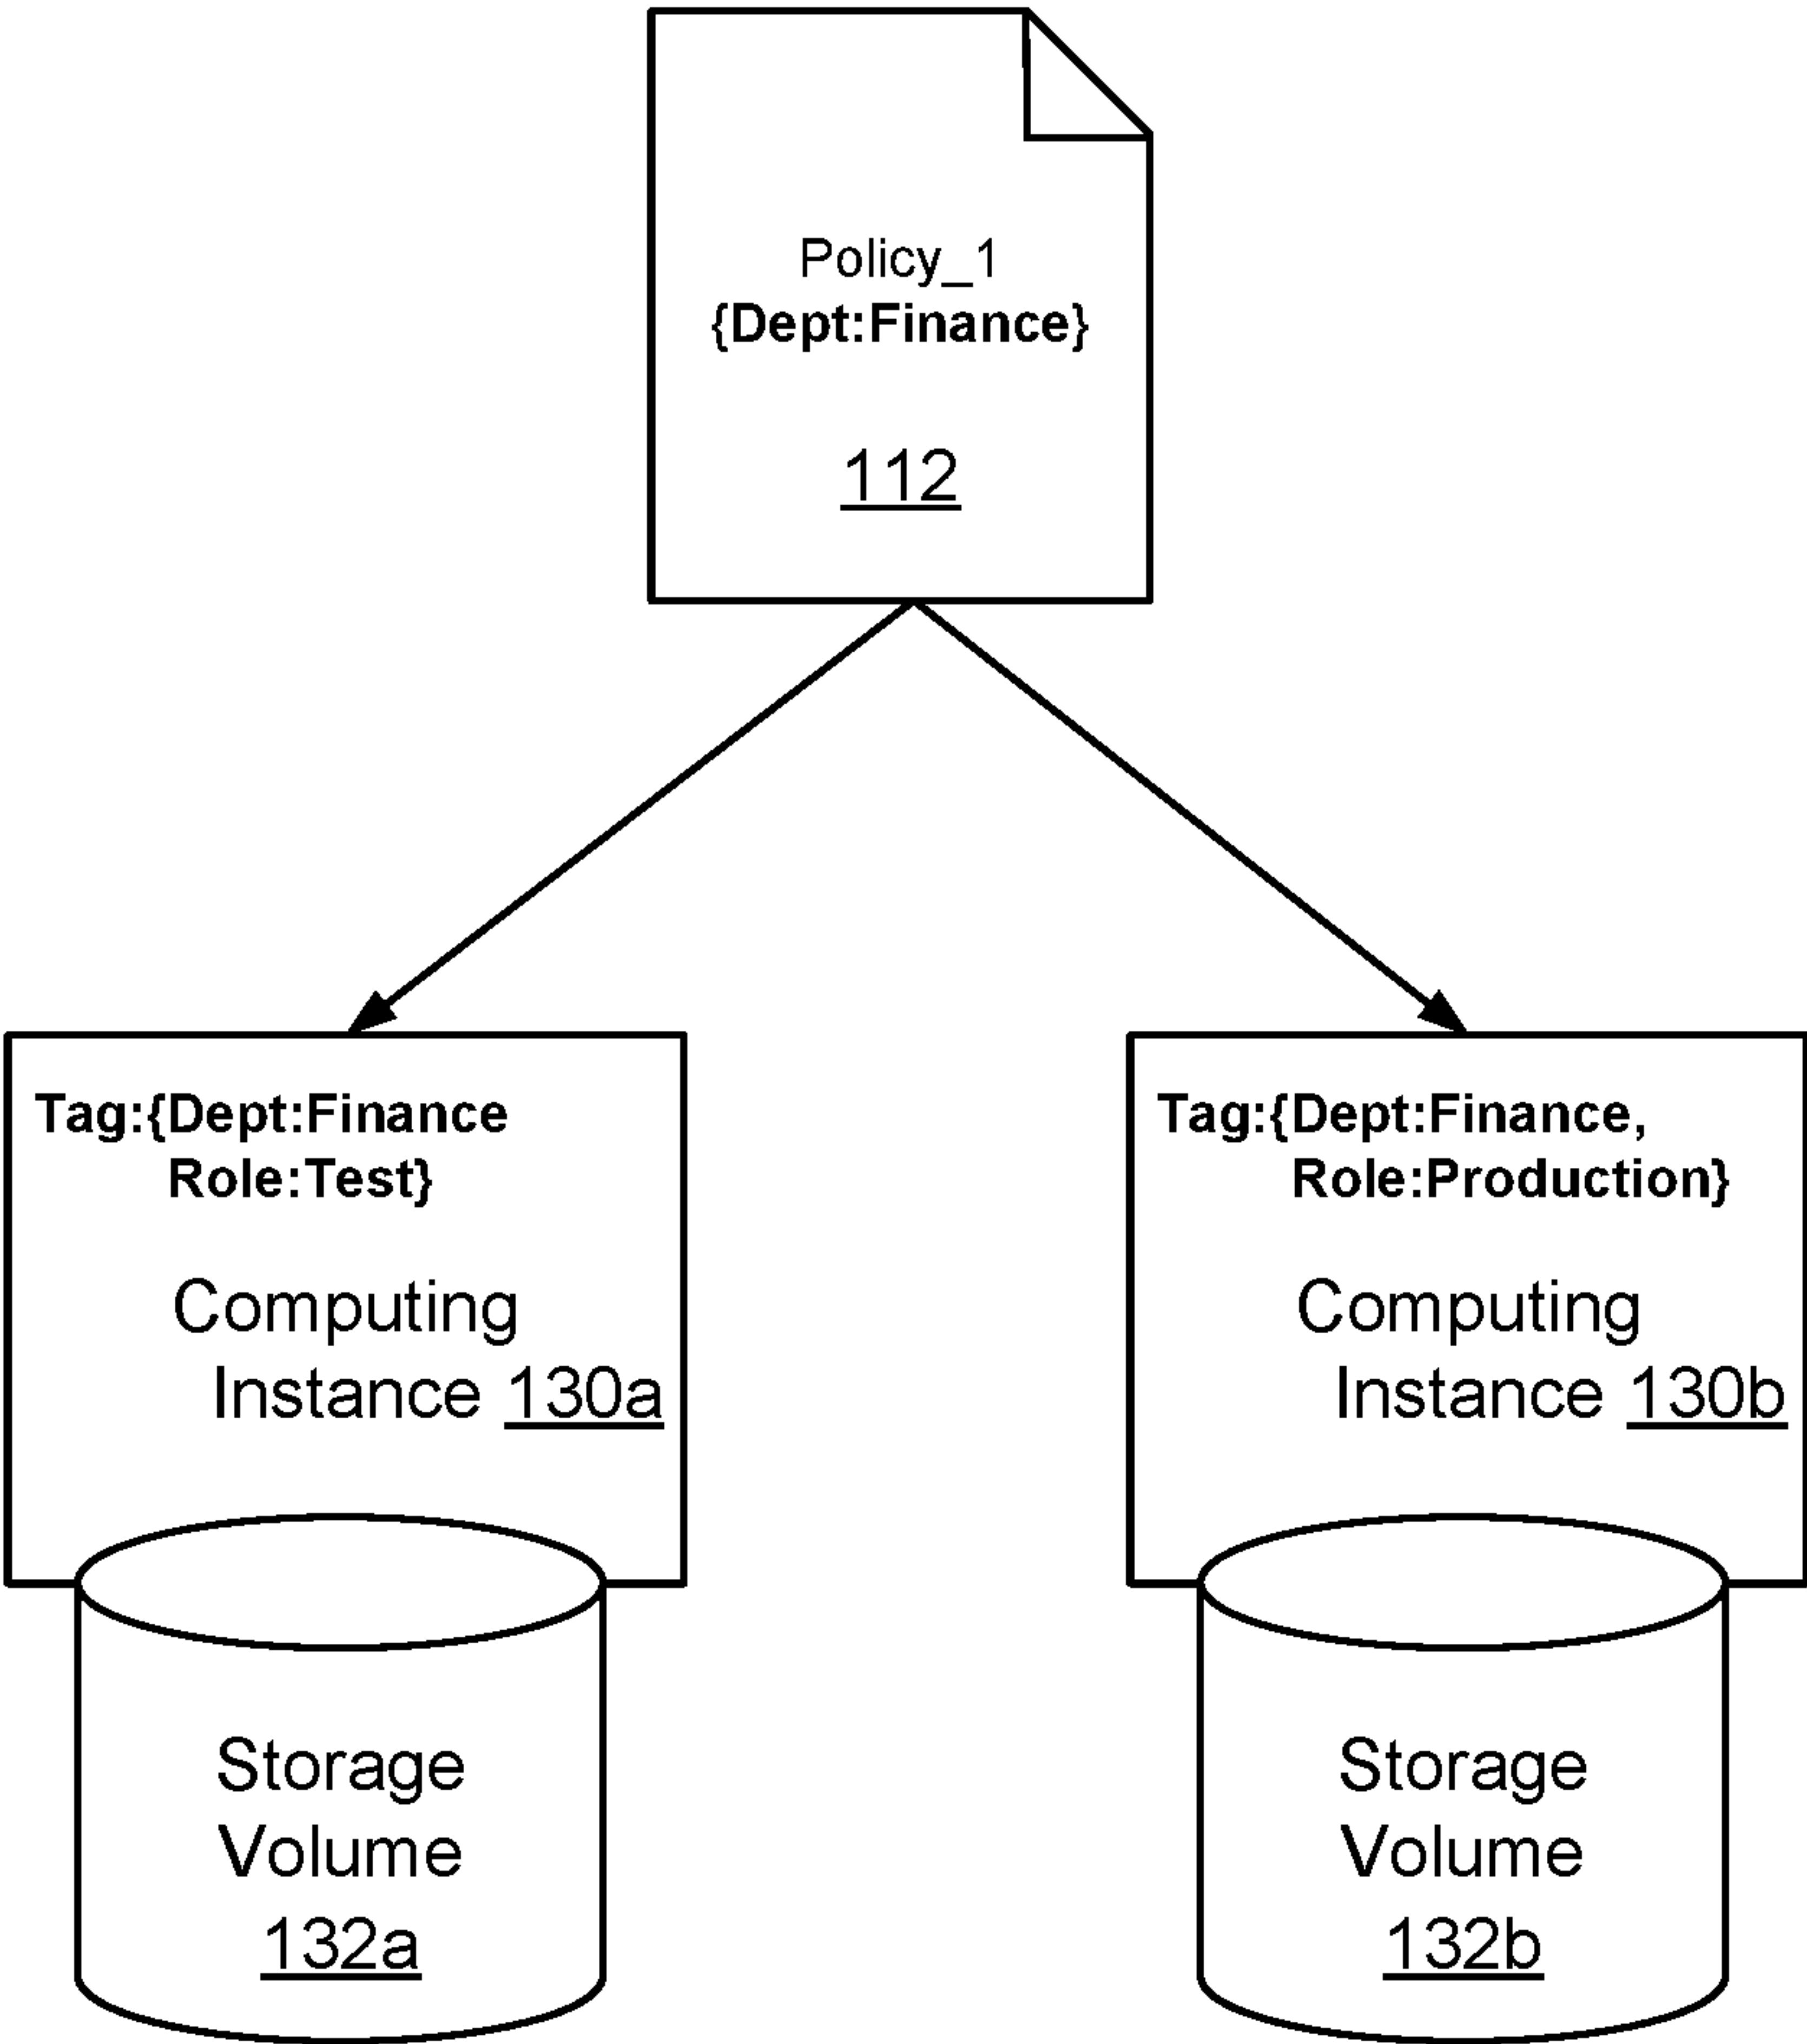 Policy_1
{Dept:Finance}
112
Tag:{Dept:Finance
Role:Test}
Computing
Instance 130a
Storage
Volume
132a
Tag:{Dept:Finance,
Role:Production}
Computing
Instance 130b
Storage
Volume
132b